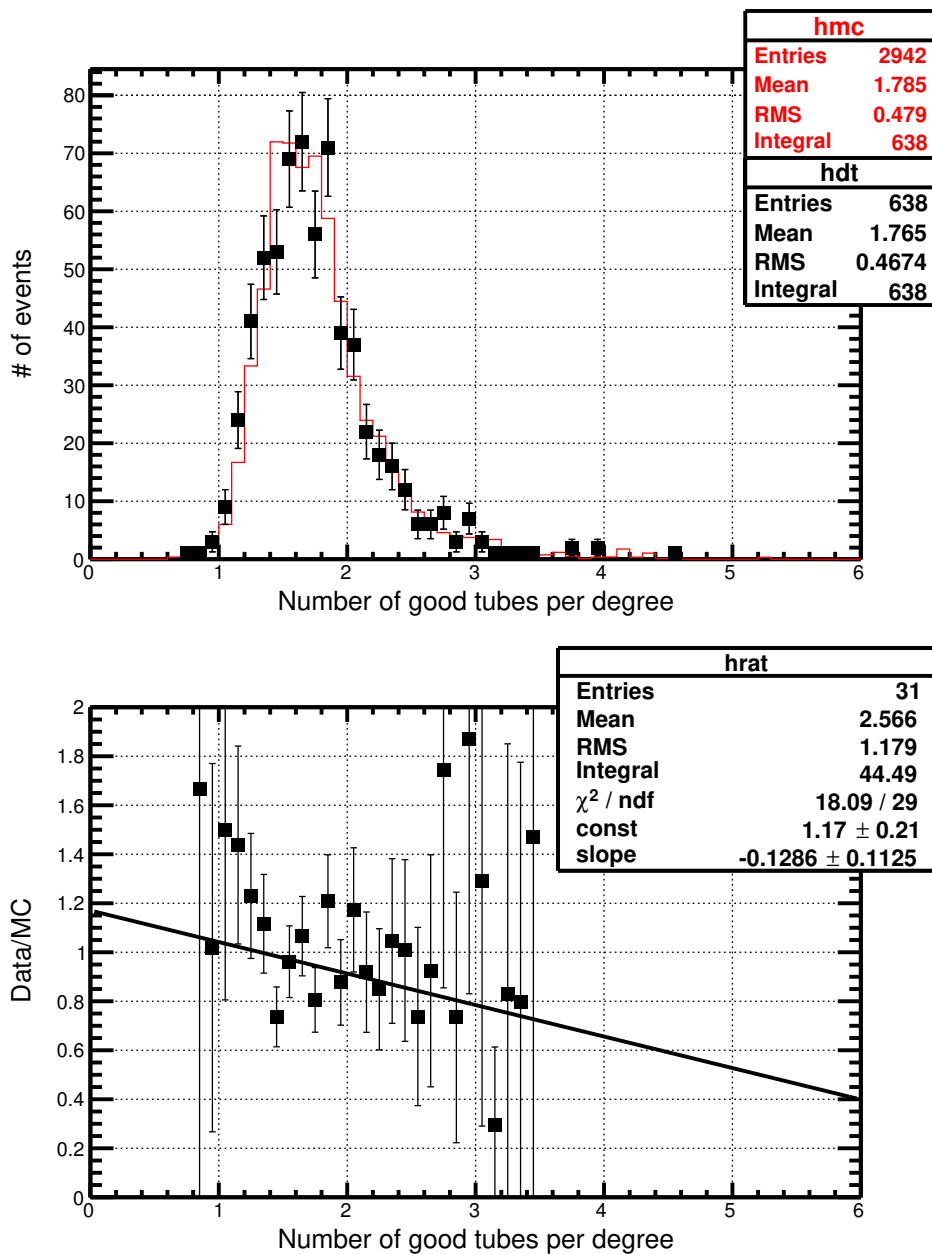 hmc
Entries 2942
Mean 1.785
RMS 0.479
Integral 638
hdt
Entries 638
Mean 1.765
RMS 0.4674
Integral 638
# of events
80
70
60
50
40
30
20
10
0
0 1 2 3 4 5 6
Number of good tubes per degree
hrat
Entries 31
Mean 2.566
RMS 1.179
Integral 44.49
χ² / ndf 18.09 / 29
const 1.17 ± 0.21
slope -0.1286 ± 0.1125
Data/MC
2
1.8
1.6
1.4
1.2
1
0.8
0.6
0.4
0.2
0
0 1 2 3 4 5 6
Number of good tubes per degree